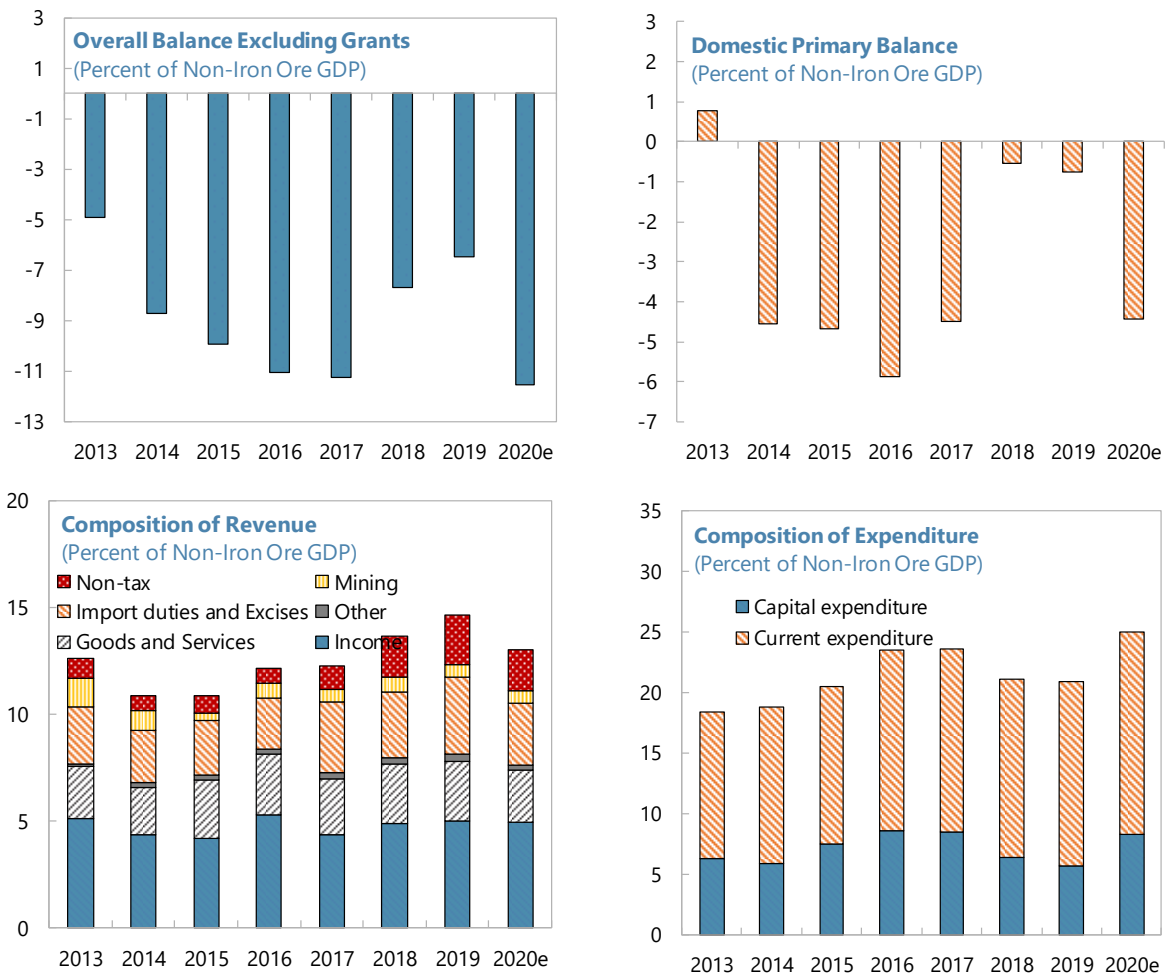 Overall Balance Excluding Grants
(Percent of Non-Iron Ore GDP)
3
1
-1
-3
-5
-7
-9
-11
-13
2013 2014 2015 2016 2017 2018 2019 2020e
Domestic Primary Balance
(Percent of Non-Iron Ore GDP)
3
2
1
0
-1
-2
-3
-4
-5
-6
-7
2013 2014 2015 2016 2017 2018 2019 2020e
Composition of Revenue
(Percent of Non-Iron Ore GDP)
Non-tax Mining
Import duties and Excises Other
Goods and Services Income
20
15
10
5
0
2013 2014 2015 2016 2017 2018 2019 2020e
Composition of Expenditure
(Percent of Non-Iron Ore GDP)
Capital expenditure
Current expenditure
35
30
25
20
15
10
5
0
2013 2014 2015 2016 2017 2018 2019 2020e